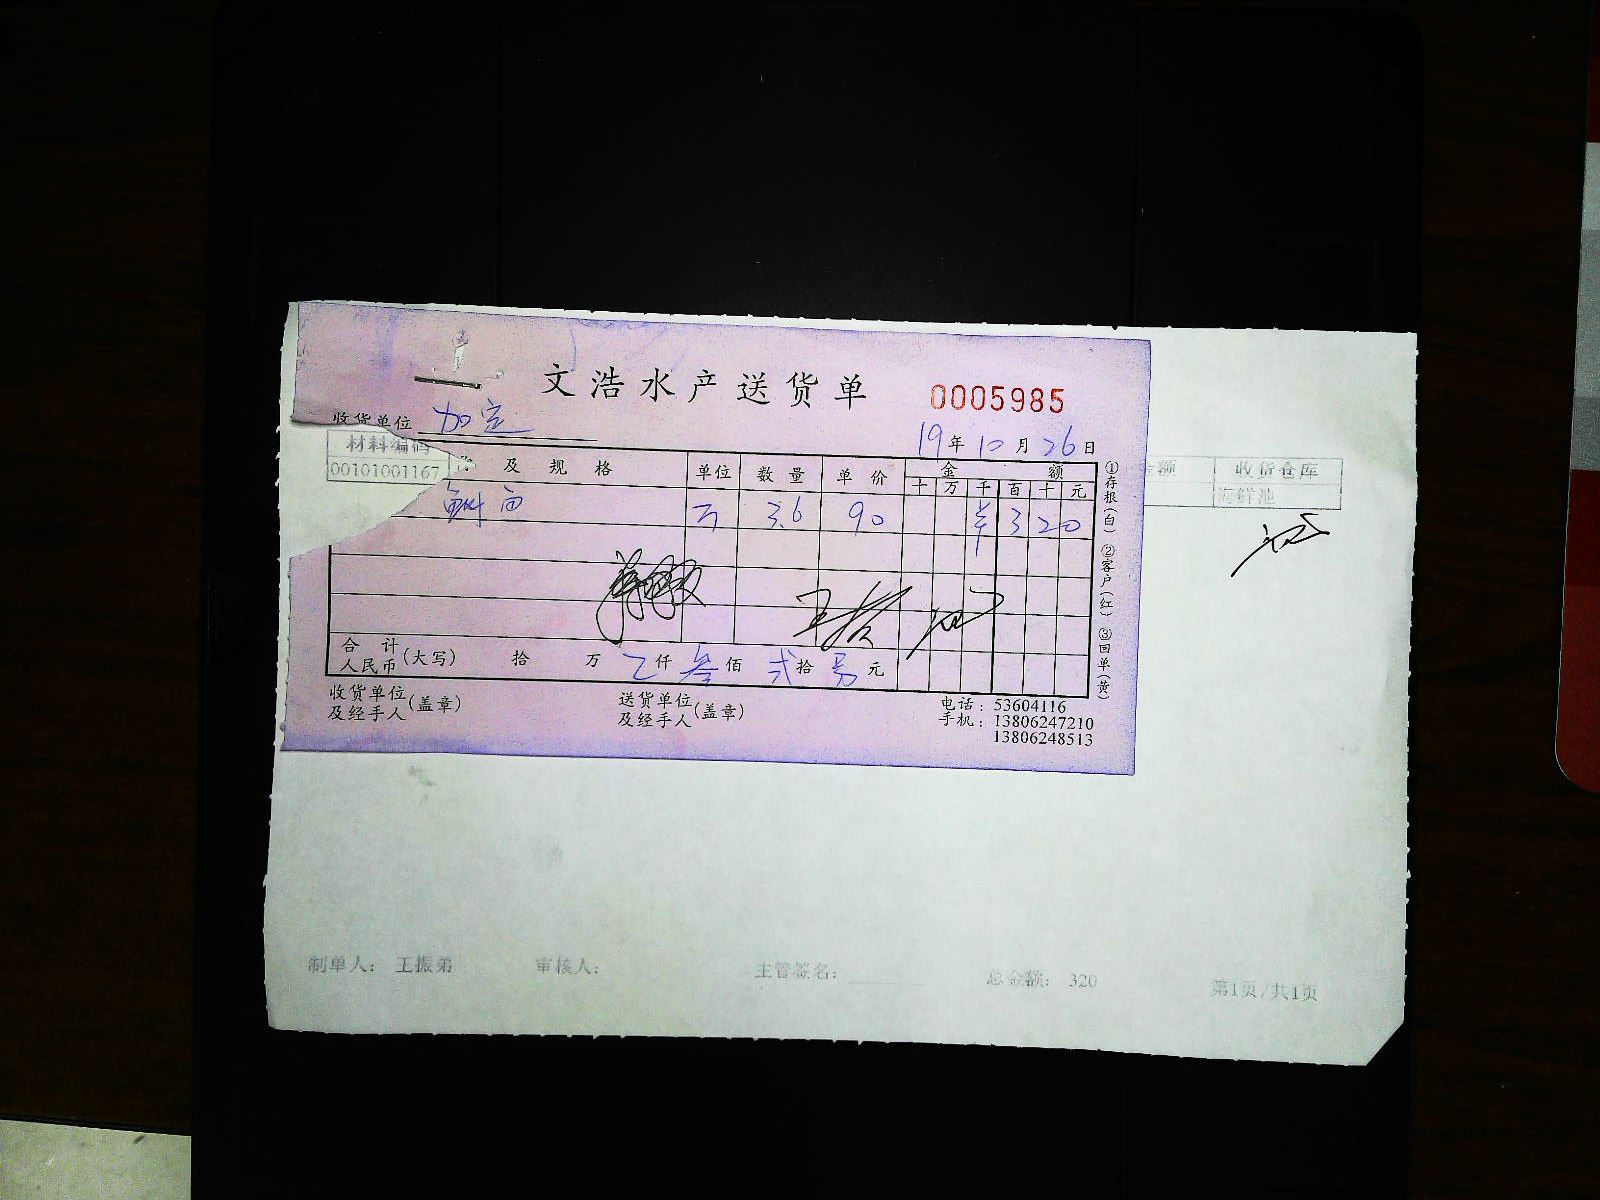 文浩水产送货单 0005985
收货单位 加定
19年10月26日
材料编码
00101001167
及规格 单位 数量 单价 金额
十 万 千 百 十 元
3.6 90 ¥ 3 2 0
合计
人民币(大写) 拾 万 仟 叁佰 贰拾 元
收货单位
及经手人(盖章)
送货单位
及经手人(盖章)
电话：53604116
手机：13806247210
13806248513
①存根(白) ②客户(红) ③回单(黄)
额 收货仓库
海鲜池
制单人： 王振弟 审核人： 主管签名： 总金额： 320 第1页/共1页